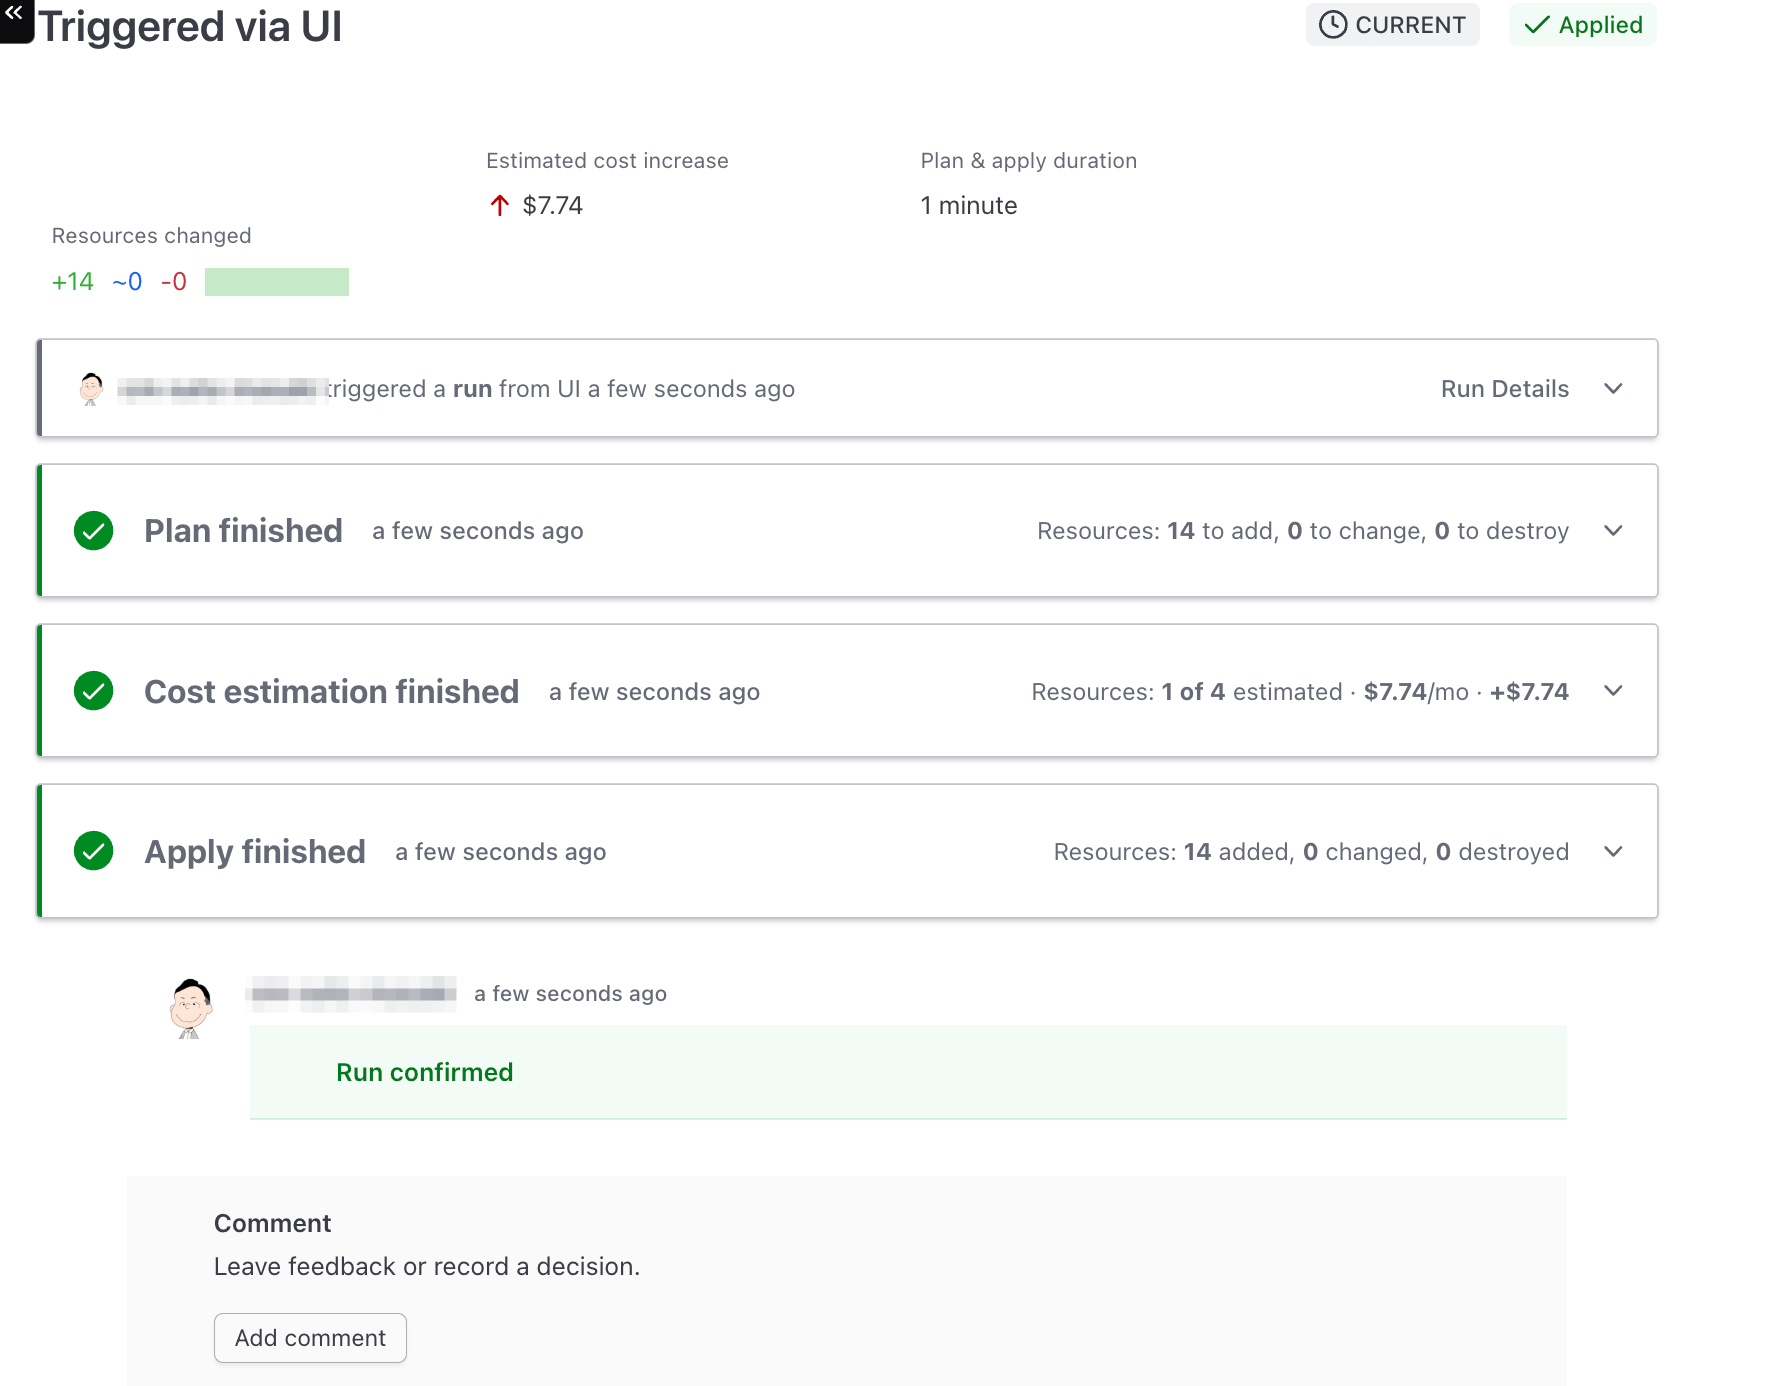 Triggered via UI
CURRENT
Applied
Estimated cost increase
$7.74
Plan & apply duration
1 minute
Resources changed
+14 ~0 -0
triggered a run from UI a few seconds ago
Run Details
Plan finished a few seconds ago
Resources: 14 to add, 0 to change, 0 to destroy
Cost estimation finished a few seconds ago
Resources: 1 of 4 estimated · $7.74/mo · +$7.74
Apply finished a few seconds ago
Resources: 14 added, 0 changed, 0 destroyed
a few seconds ago
Run confirmed
Comment
Leave feedback or record a decision.
Add comment